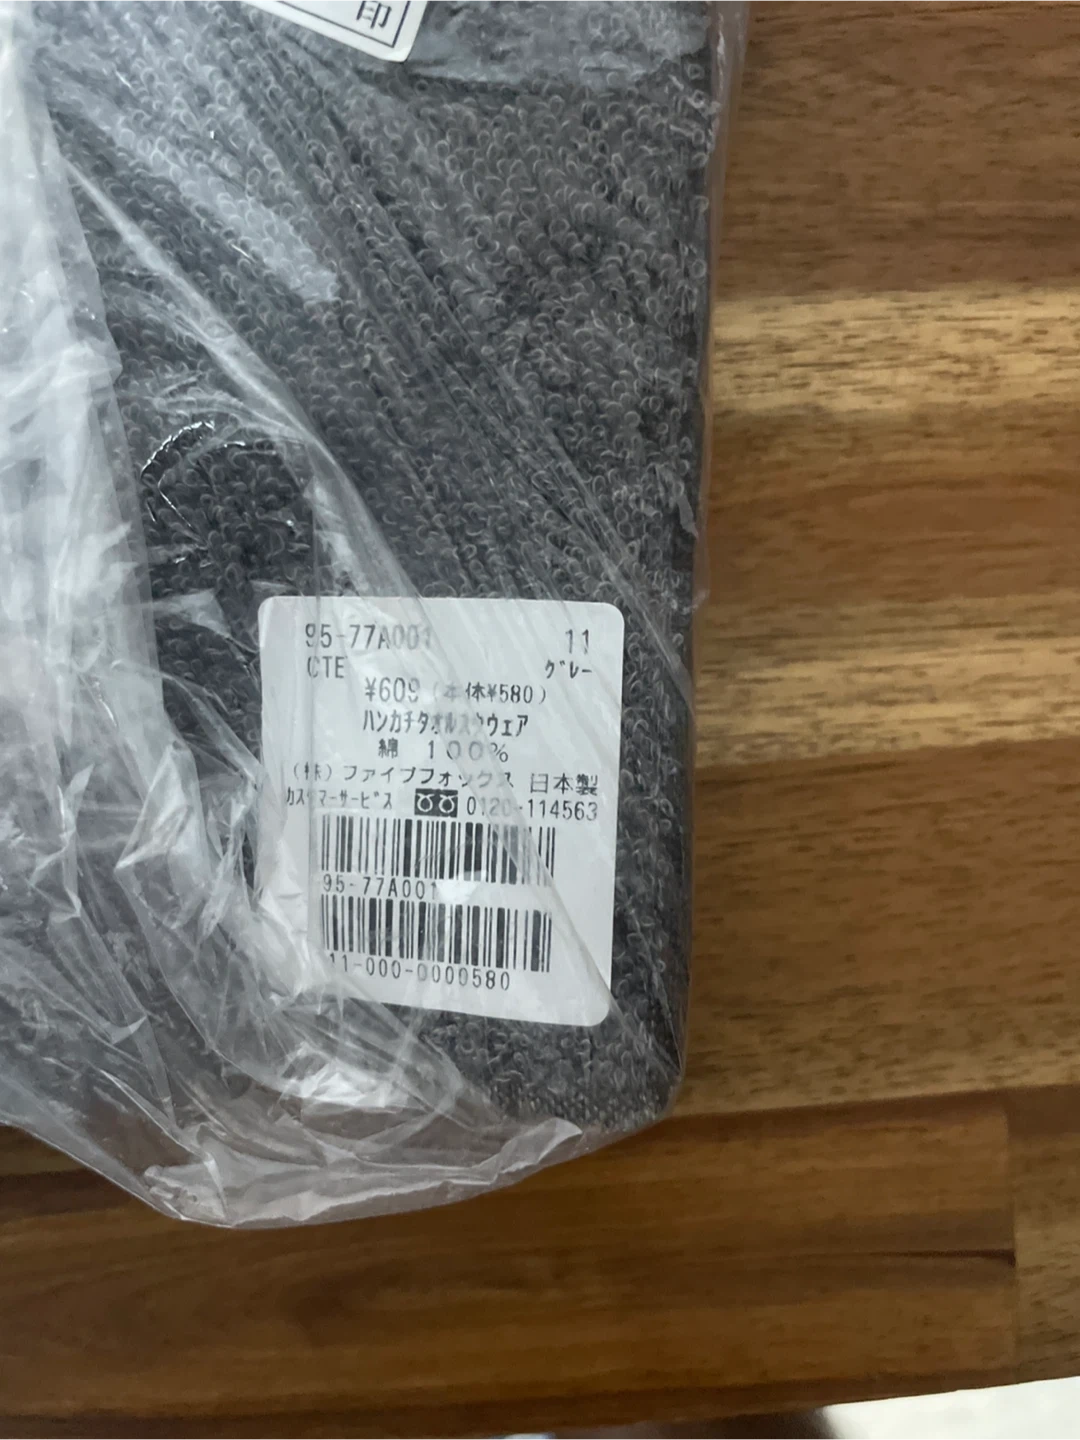 印
95-77A001 11
CTE グレー
¥609 (本体¥580)
ハンカチタオルスクウェア
綿 100%
(株) ファイブフォックス 日本製
カスタマーサービス 0120-114563
95-77A001
11-000-0000580